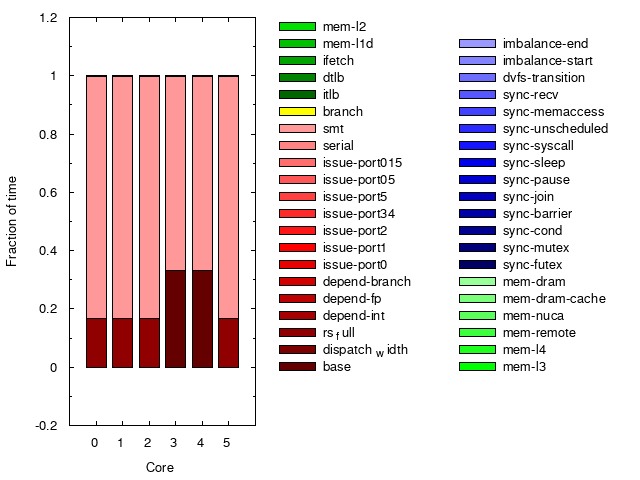 1.2
1
0.8
0.6
0.4
0.2
0
-0.2
Fraction of time
0 1 2 3 4 5
Core
mem-l2
mem-l1d
ifetch
dtlb
itlb
branch
smt
serial
issue-port015
issue-port05
issue-port5
issue-port34
issue-port2
issue-port1
issue-port0
depend-branch
depend-fp
depend-int
rs full
dispatch width
base
imbalance-end
imbalance-start
dvfs-transition
sync-recv
sync-memaccess
sync-unscheduled
sync-syscall
sync-sleep
sync-pause
sync-join
sync-barrier
sync-cond
sync-mutex
sync-futex
mem-dram
mem-dram-cache
mem-nuca
mem-remote
mem-l4
mem-l3